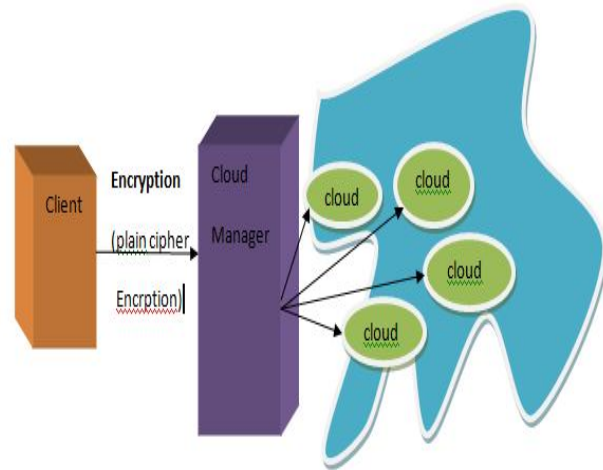 Client
Encryption
(plain cipher
Encrption)
Cloud
Manager
cloud
cloud
cloud
cloud